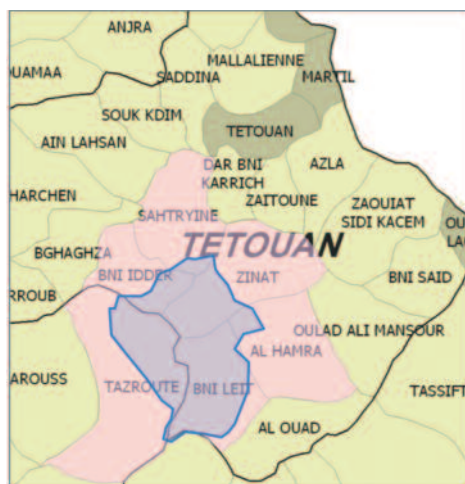 ANJRA
MALLALIENNE
OUAMAA
SADDINA
MARTIL
SOUK KDIM
TETOUAN
AIN LAHSAN
DAR BNI
KARRICH
AZLA
ZAITOUNE
ZAOUIAT
SIDI KACEM
HARCHEN
SAHTRYINE
OU
LA
TETOUAN
BGHAGHZA
BNI IDDER
ZINAT
BNI SAID
RROUB
OULAD ALI MANSOUR
AL HAMRA
AROUSS
TAZROUTE
BNI LEIT
TASSIFT
AL OUAD